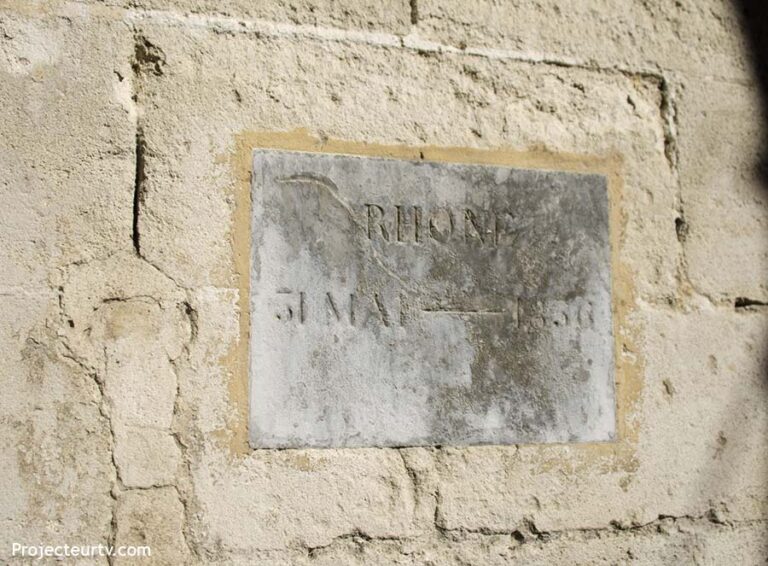 RHONE
31 MAI — 1856
Projecteurtv.com